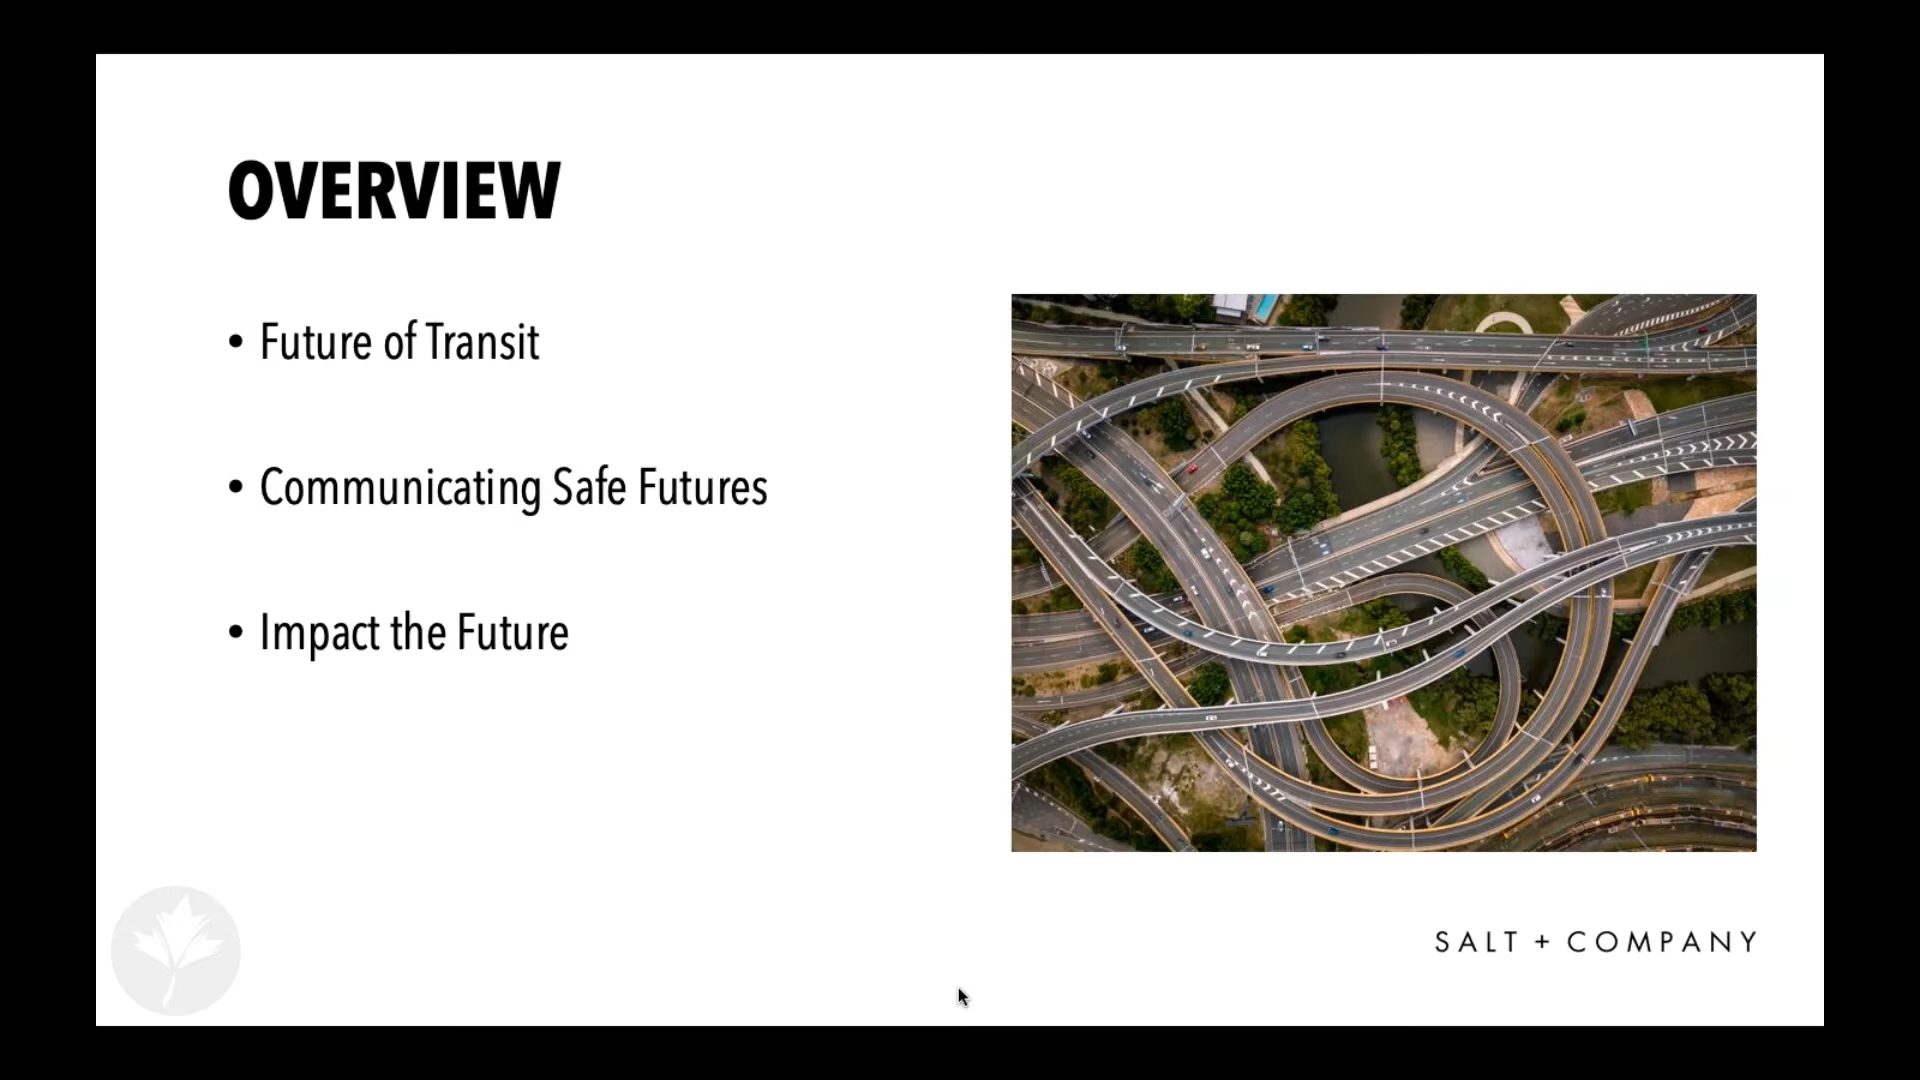 OVERVIEW
• Future of Transit
• Communicating Safe Futures
• Impact the Future
SALT + COMPANY